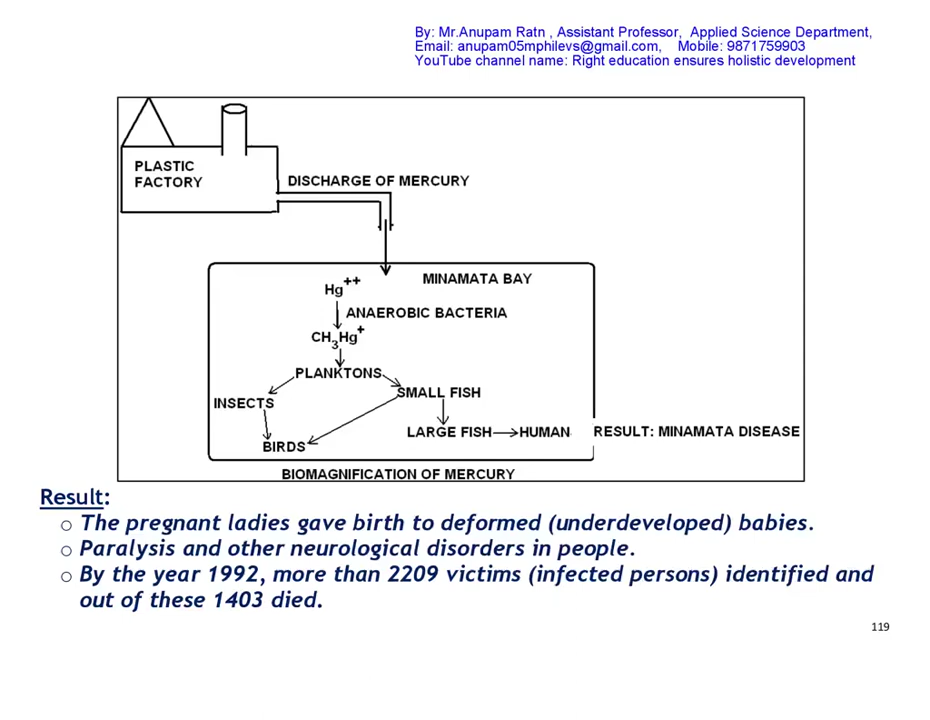 By: Mr.Anupam Ratn , Assistant Professor,  Applied Science Department,
Email: anupam05mphilevs@gmail.com,    Mobile: 9871759903
YouTube channel name: Right education ensures holistic development
PLASTIC
FACTORY
DISCHARGE OF MERCURY
MINAMATA BAY
Hg++
ANAEROBIC BACTERIA
CH3Hg+
PLANKTONS
SMALL FISH
INSECTS
LARGE FISH
HUMAN
RESULT: MINAMATA DISEASE
BIRDS
BIOMAGNIFICATION OF MERCURY
Result:
o The pregnant ladies gave birth to deformed (underdeveloped) babies.
o Paralysis and other neurological disorders in people.
o By the year 1992, more than 2209 victims (infected persons) identified and
out of these 1403 died.
119